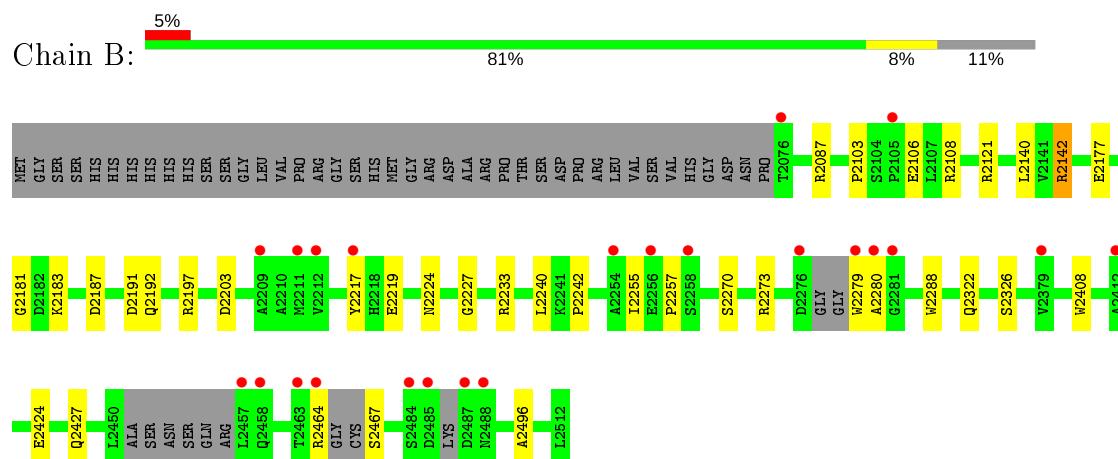 5%
Chain B:
81% 8% 11%
MET GLY SER SER HIS HIS HIS HIS HIS HIS SER SER GLY LEU VAL PRO ARG GLY SER HIS MET GLY ARG ASP ALA ARG PRO THR SER ASP PRO ARG LEU VAL SER VAL HIS GLY ASP ASN PRO T2076 R2087 P2103 S2104 P2105 E2106 L2107 R2108 R2121 L2140 V2141 R2142 E2177
G2181 D2182 K2183 D2187 D2191 Q2192 R2197 D2203 A2209 A2210 M2211 V2212 Y2217 H2218 E2219 N2224 G2227 R2233 L2240 K2241 P2242 A2254 I2255 E2256 P2257 S2258 S2270 R2273 D2276 GLY GLY W2279 A2280 G2281 W2288 Q2322 S2326 V2379 W2408
E2424 Q2427 L2450 ALA SER ASN SER GLN ARG L2457 Q2458 T2463 R2464 GLY CYS S2467 S2484 D2485 LYS D2487 N2488 A2496 L2512